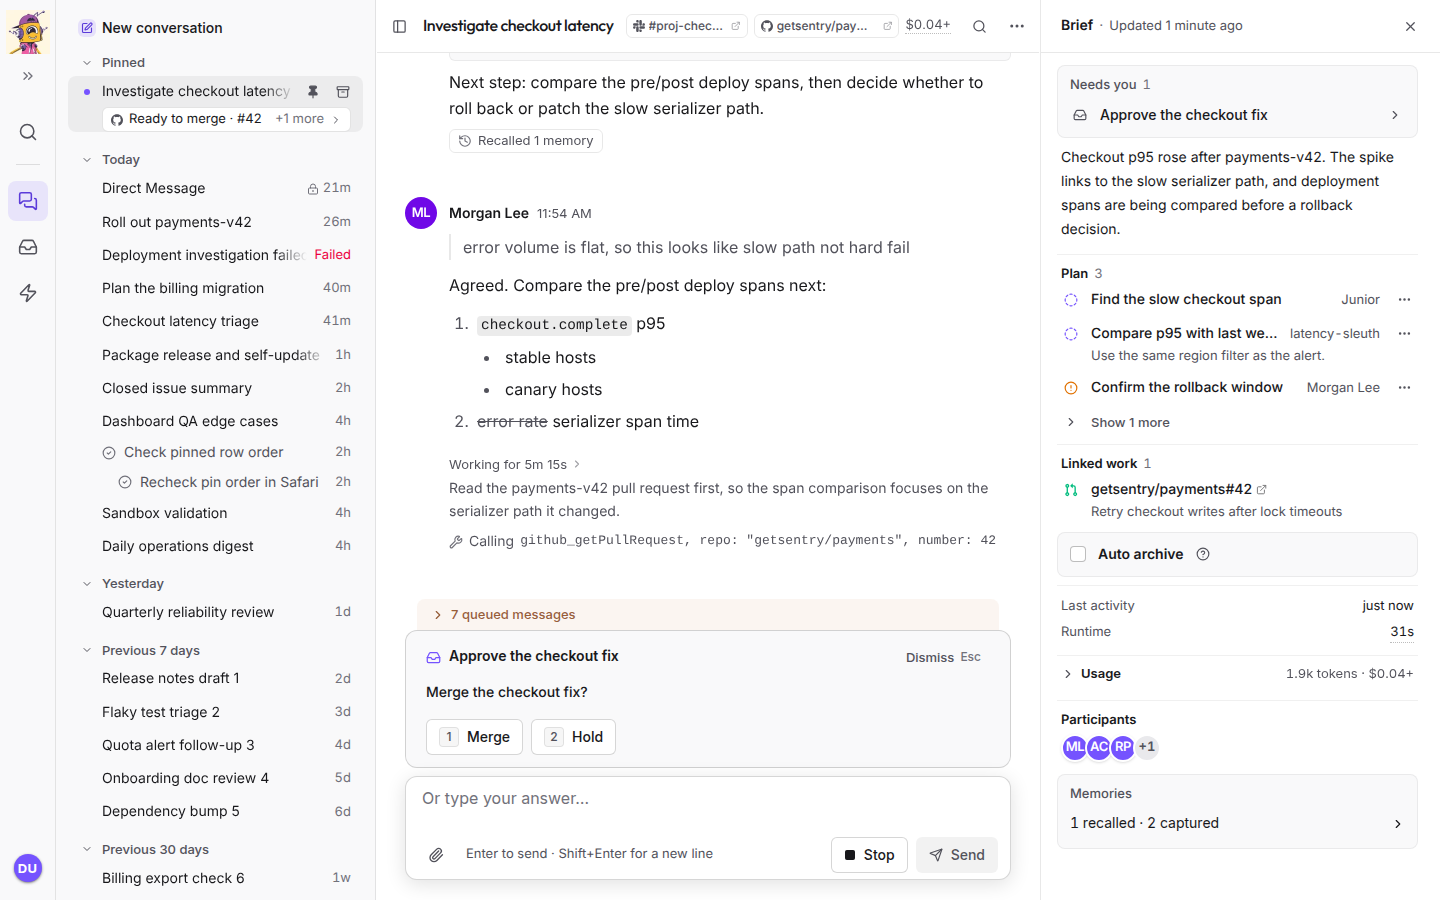 New conversation
Pinned
Investigate checkout latency
Ready to merge · #42 +1 more
Today
Direct Message 21m
Roll out payments-v42 26m
Deployment investigation failed Failed
Plan the billing migration 40m
Checkout latency triage 41m
Package release and self-update 1h
Closed issue summary 2h
Dashboard QA edge cases 4h
Check pinned row order 2h
Recheck pin order in Safari 2h
Sandbox validation 4h
Daily operations digest 4h
Yesterday
Quarterly reliability review 1d
Previous 7 days
Release notes draft 1 2d
Flaky test triage 2 3d
Quota alert follow-up 3 4d
Onboarding doc review 4 5d
Dependency bump 5 6d
Previous 30 days
Billing export check 6 1w
DU
Investigate checkout latency #proj-chec... getsentry/pay... $0.04+
Next step: compare the pre/post deploy spans, then decide whether to
roll back or patch the slow serializer path.
Recalled 1 memory
ML Morgan Lee 11:54 AM
error volume is flat, so this looks like slow path not hard fail
Agreed. Compare the pre/post deploy spans next:
1. checkout.complete p95
• stable hosts
• canary hosts
2. error rate serializer span time
Working for 5m 15s
Read the payments-v42 pull request first, so the span comparison focuses on the
serializer path it changed.
Calling github_getPullRequest, repo: "getsentry/payments", number: 42
7 queued messages
Approve the checkout fix Dismiss Esc
Merge the checkout fix?
1 Merge 2 Hold
Or type your answer...
Enter to send · Shift+Enter for a new line Stop Send
Brief · Updated 1 minute ago
Needs you 1
Approve the checkout fix
Checkout p95 rose after payments-v42. The spike
links to the slow serializer path, and deployment
spans are being compared before a rollback
decision.
Plan 3
Find the slow checkout span Junior
Compare p95 with last we... latency-sleuth
Use the same region filter as the alert.
Confirm the rollback window Morgan Lee
Show 1 more
Linked work 1
getsentry/payments#42
Retry checkout writes after lock timeouts
Auto archive
Last activity just now
Runtime 31s
Usage 1.9k tokens · $0.04+
Participants
ML AC RP +1
Memories
1 recalled · 2 captured